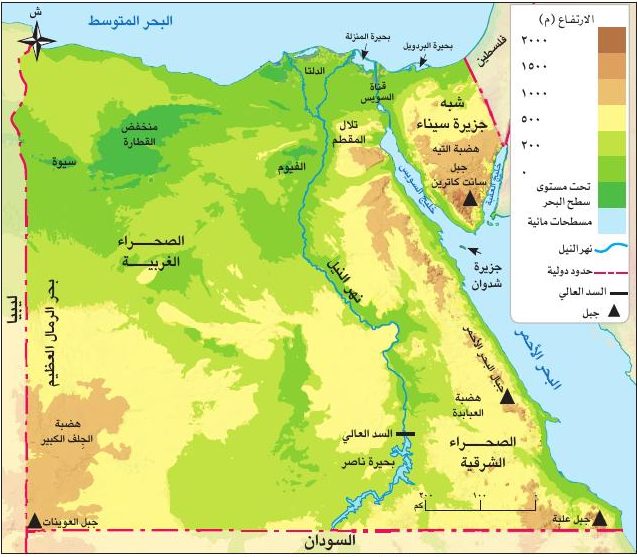 ش
البحر المتوسط
بحيرة المنزلة
بحيرة البردويل
فلسطين
الدلتا
قناة
السويس
شبه
جزيرة سيناء
هضبة التيه
جبل
سانت كاترين
خليج العقبة
خليج السويس
تلال
المقطم
منخفض
القطارة
سيوة
الفيوم
الصحـــراء
الغربيـــة
نهر النيل
جزيرة
شدوان
البحر الأحمر
ليبيا
بحر الرمال العظيم
جبال البحر الأحمر
هضبة
العبابدة
هضبة
الجلف الكبير
السد العالي
بحيرة ناصر
الصحـــراء
الشرقية
جبل العوينات
جبل علبة
السودان
٢٠٠
١٠٠
٠
كم
الارتفاع (م)
٢٠٠٠
١٥٠٠
١٠٠٠
٥٠٠
٢٠٠
٠
تحت مستوى
سطح البحر
مسطحات مائية
نهر النيل
حدود دولية
السد العالي
جبل